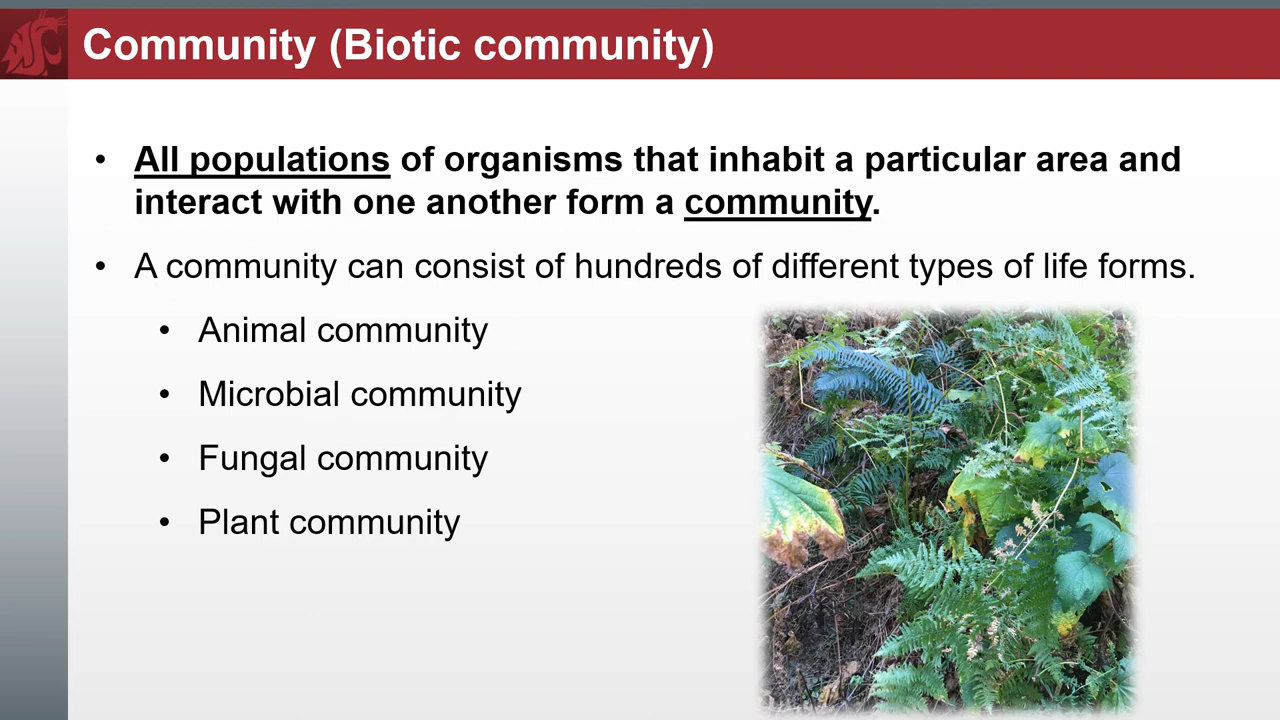 Community (Biotic community)
• All populations of organisms that inhabit a particular area and
interact with one another form a community.
• A community can consist of hundreds of different types of life forms.
• Animal community
• Microbial community
• Fungal community
• Plant community